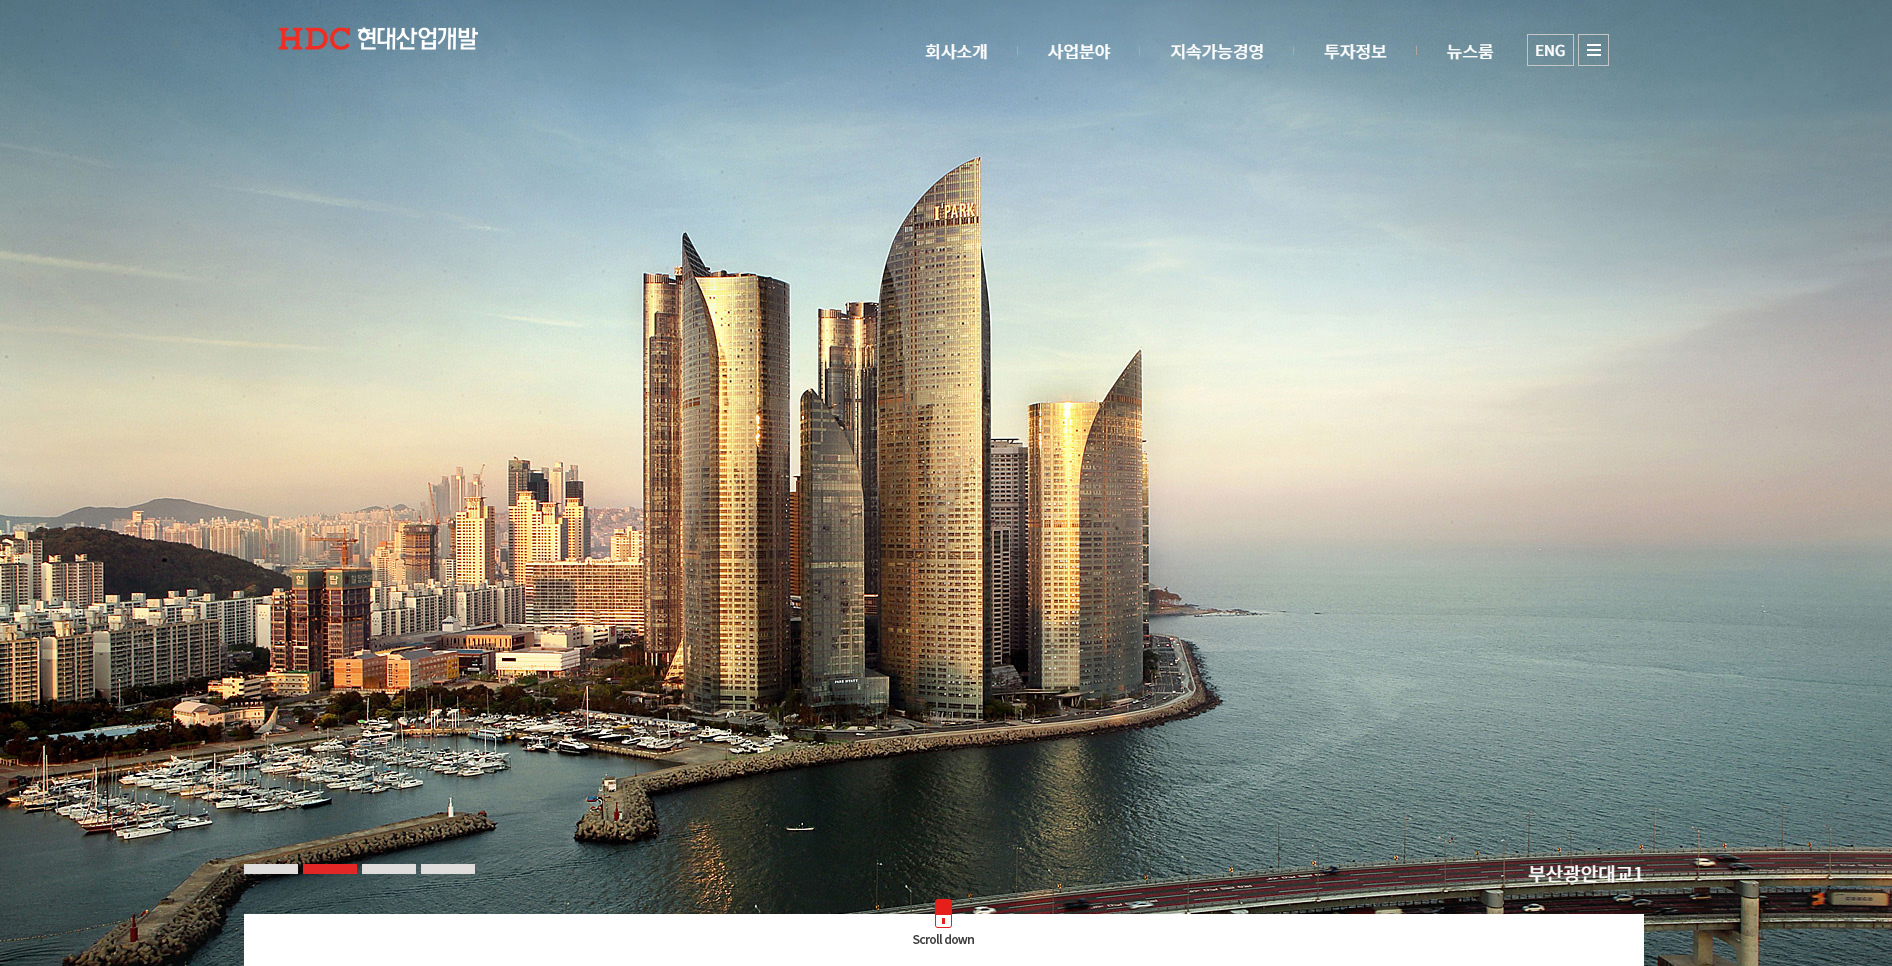 HDC 현대산업개발
회사소개
사업분야
지속가능경영
투자정보
뉴스룸
ENG
I'PARK
PARK HYATT
부산광안대교1
Scroll down